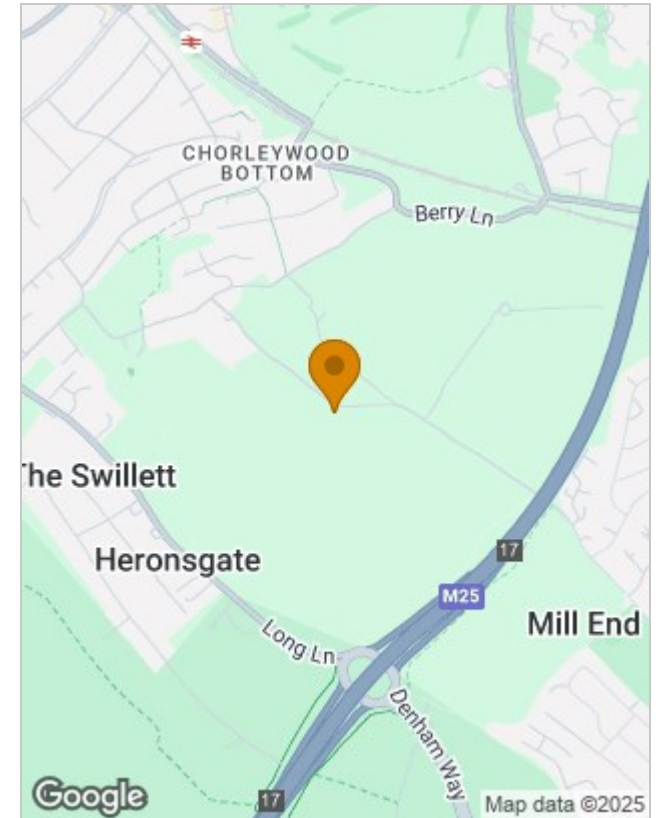 CHORLEYWOOD
BOTTOM
Berry Ln
The Swillett
Heronsgate
17
M25
Mill End
Long Ln
Denham Way
17
Google
Map data ©2025